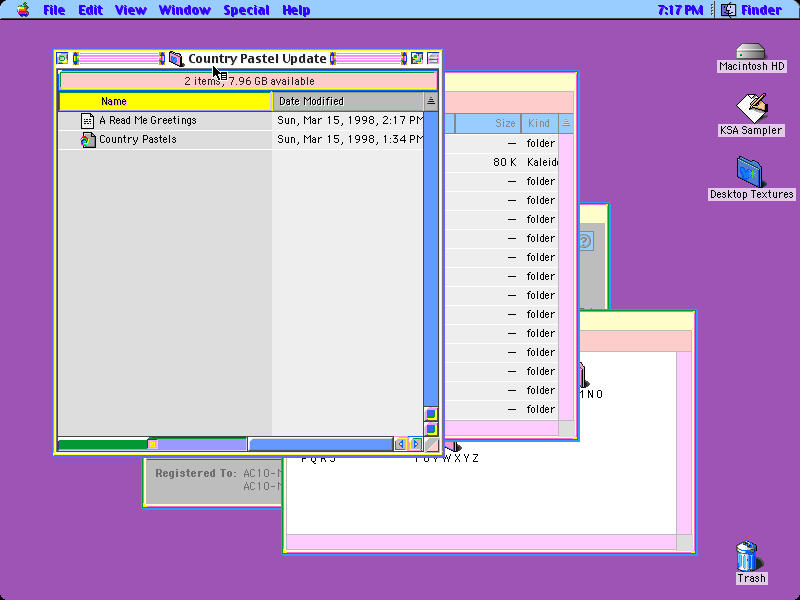 File Edit View Window Special Help 7:17 PM Finder
Country Pastel Update
2 items, 7.96 GB available
Name Date Modified
A Read Me Greetings Sun, Mar 15, 1998, 2:17 PM
Country Pastels Sun, Mar 15, 1998, 1:34 PM
Size Kind
— folder
80 K Kaleid
— folder
— folder
— folder
— folder
— folder
— folder
— folder
— folder
— folder
— folder
— folder
— folder
— folder
Macintosh HD
KSA Sampler
Desktop Textures
Registered To: AC10-
AC10-
Trash